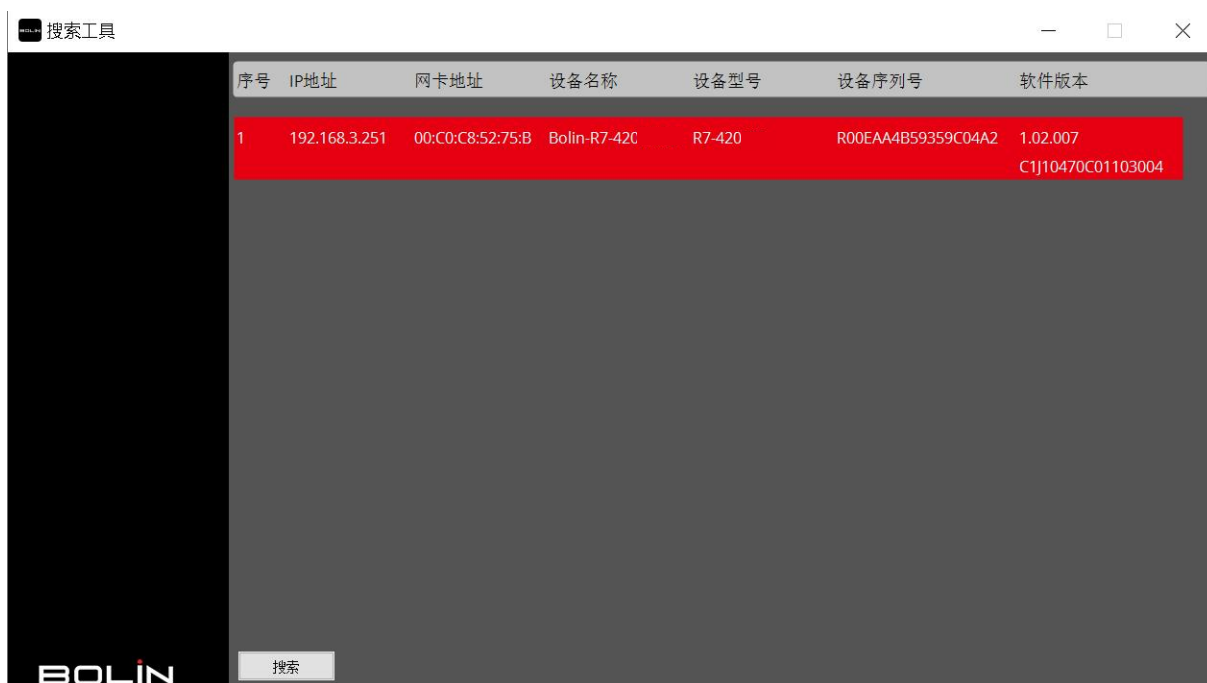 BOLIN 搜索工具
序号 IP地址 网卡地址 设备名称 设备型号 设备序列号 软件版本
1 192.168.3.251 00:C0:C8:52:75:B Bolin-R7-420 R7-420 R00EAA4B59359C04A2 1.02.007
C1J10470C01103004
搜索
BOLIN